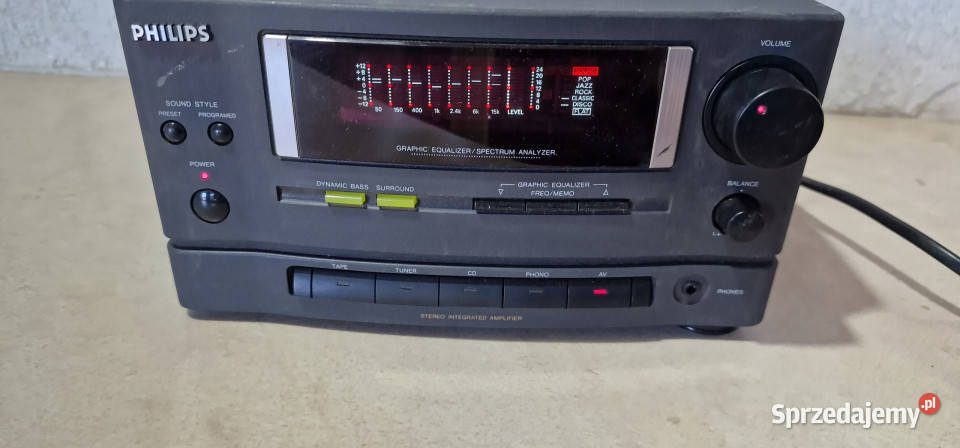 PHILIPS
VOLUME
SOUND STYLE
PRESET PROGRAMED
POWER
+12
+8
+4
0
-4
-8
-12
50 150 400 1k 2.4k 6k 15k LEVEL
24
20
16
12
8
4
0
POP
JAZZ
ROCK
CLASSIC
DISCO
FLAT
GRAPHIC EQUALIZER/SPECTRUM ANALYZER.
DYNAMIC BASS SURROUND
GRAPHIC EQUALIZER
FREQ/MEMO
BALANCE
TAPE TUNER CD PHONO AV
PHONES
STEREO INTEGRATED AMPLIFIER
Sprzedajemy.pl